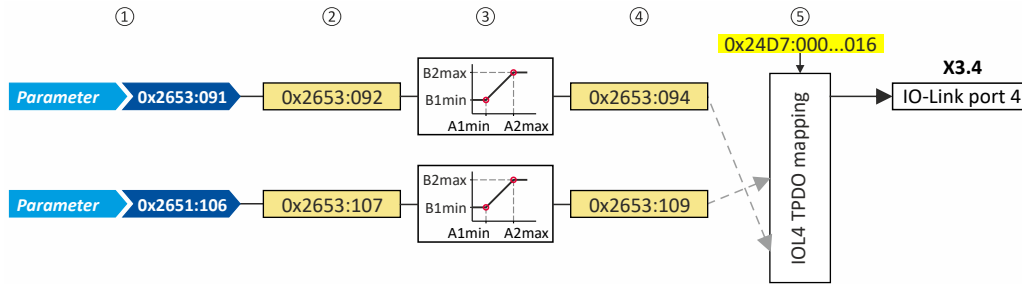 ① ② ③ ④ ⑤
0x24D7:000...016
X3.4
Parameter 0x2653:091 0x2653:092
B2max
B1min
A1min A2max
0x2653:094
IOL4 TPDO mapping
IO-Link port 4
Parameter 0x2651:106 0x2653:107
B2max
B1min
A1min A2max
0x2653:109